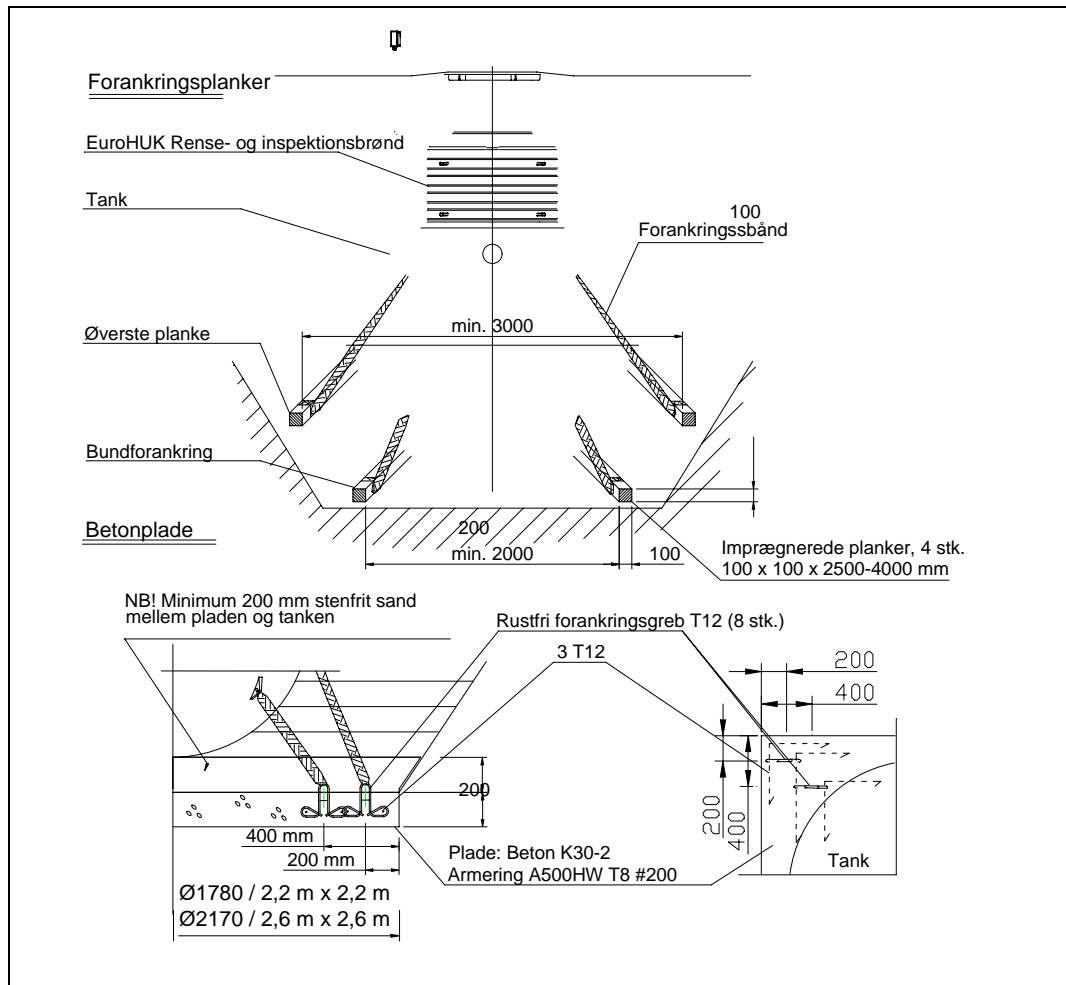 Forankringsplanker
EuroHUK Rense- og inspektionsbrønd
Tank
100
Forankringssbånd
min. 3000
Øverste planke
Bundforankring
Betonplade
200
min. 2000
100
Imprægnerede planker, 4 stk.
100 x 100 x 2500-4000 mm
NB! Minimum 200 mm stenfrit sand
mellem pladen og tanken
Rustfri forankringsgreb T12 (8 stk.)
3 T12
200
400
200
400
200
400 mm
200 mm
Plade: Beton K30-2
Armering A500HW T8 #200
Tank
Ø1780 / 2,2 m x 2,2 m
Ø2170 / 2,6 m x 2,6 m